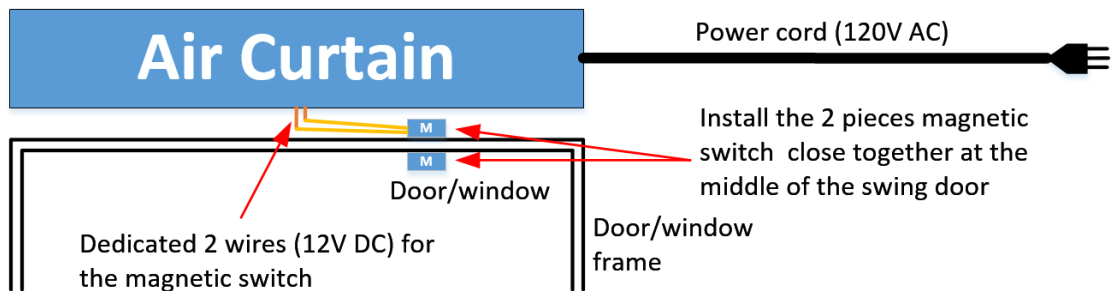 Air Curtain
Power cord (120V AC)
M
M
Install the 2 pieces magnetic
switch close together at the
middle of the swing door
Door/window
Door/window
frame
Dedicated 2 wires (12V DC) for
the magnetic switch